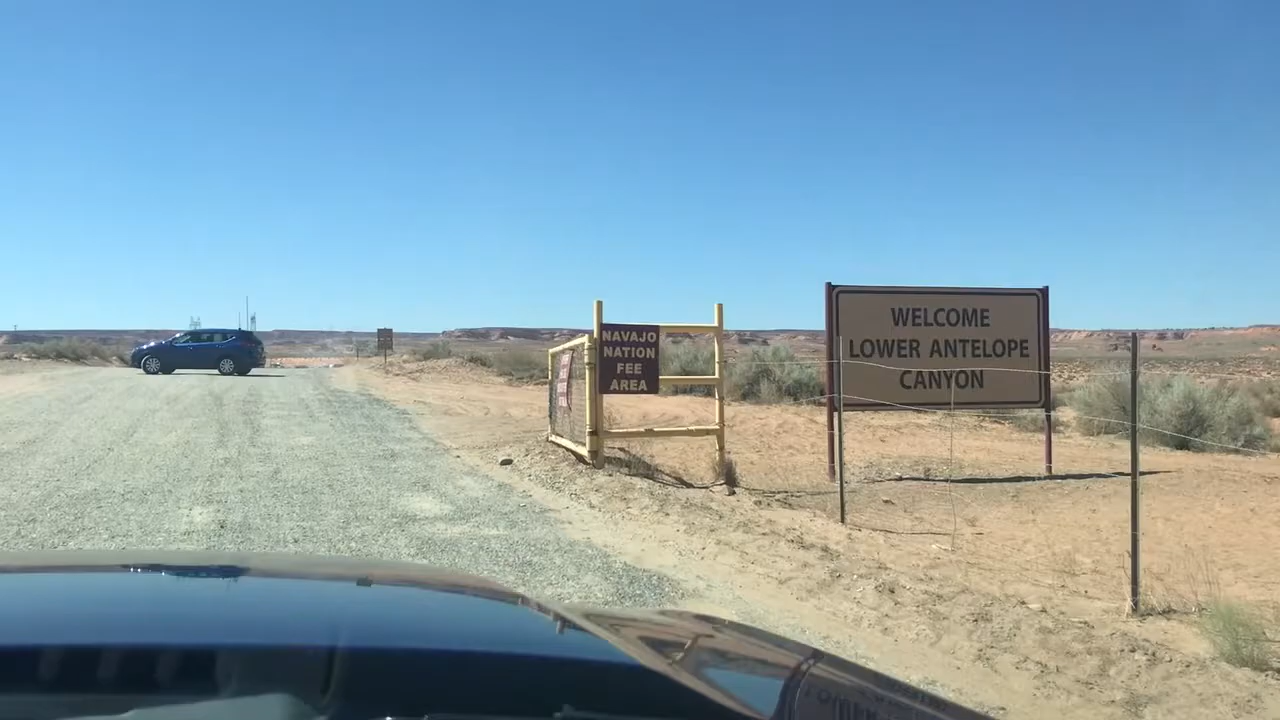 NAVAJO
NATION
FEE
AREA
WELCOME
LOWER ANTELOPE
CANYON